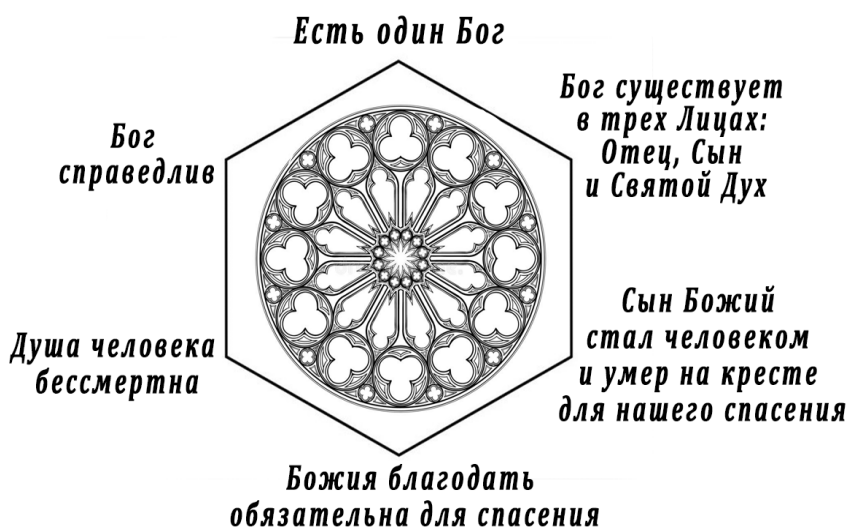 Есть один Бог
Бог существует
в трех Лицах:
Отец, Сын
и Святой Дух
Сын Божий
стал человеком
и умер на кресте
для нашего спасения
Божия благодать
обязательна для спасения
Душа человека
бессмертна
Бог
справедлив